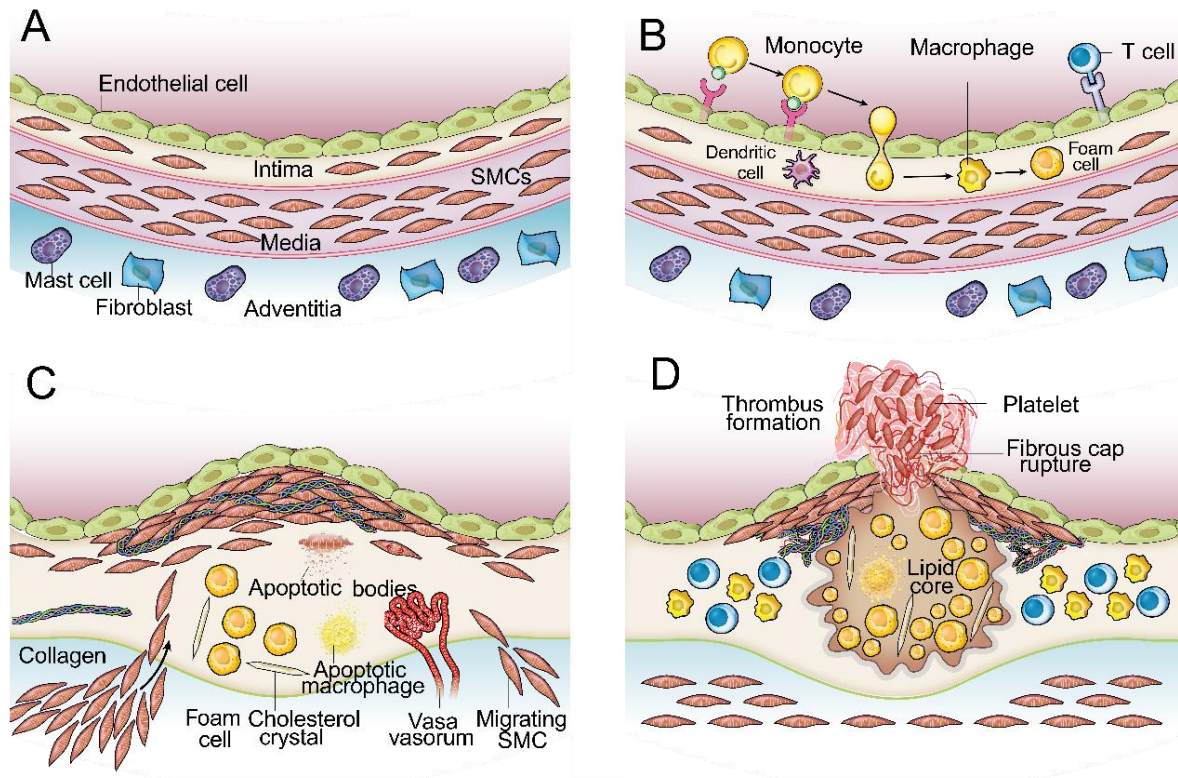 A
Endothelial cell
Intima
SMCs
Media
Mast cell
Fibroblast
Adventitia
B
Monocyte
Macrophage
T cell
Dendritic
cell
Foam
cell
C
Apoptotic bodies
Collagen
Apoptotic
macrophage
Foam
cell
Cholesterol
crystal
Vasa
vasorum
Migrating
SMC
D
Thrombus
formation
Platelet
Fibrous cap
rupture
Lipid
core